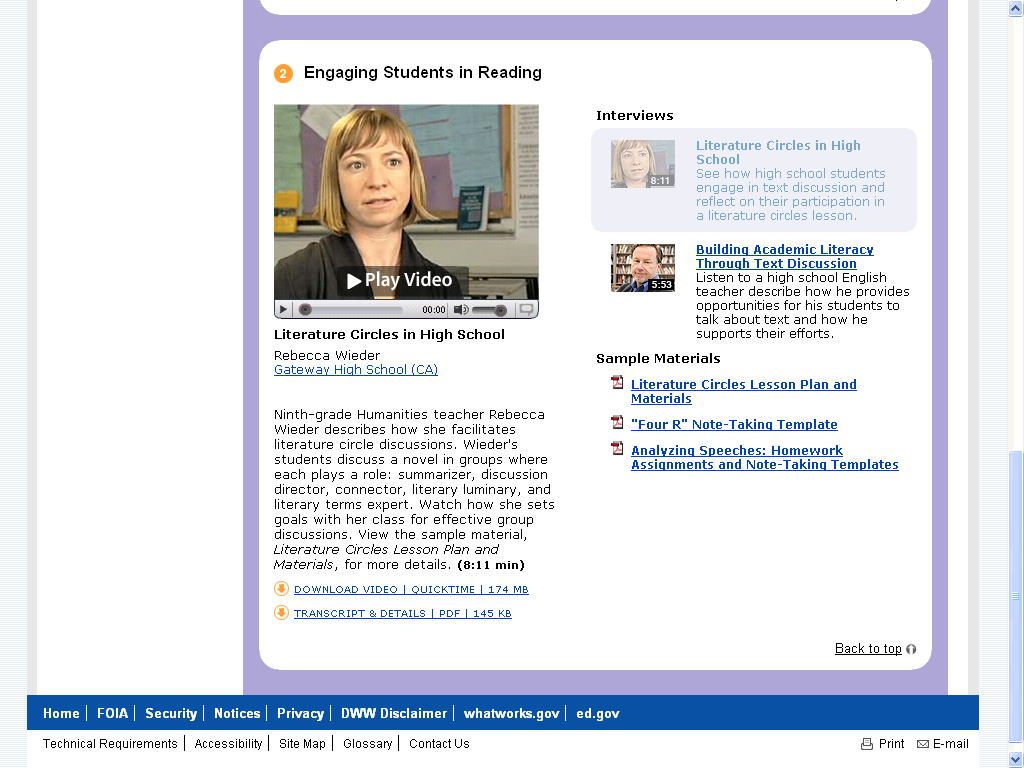 2 Engaging Students in Reading
Play Video
00:00
Literature Circles in High School
Rebecca Wieder
Gateway High School (CA)
Ninth-grade Humanities teacher Rebecca
Wieder describes how she facilitates
literature circle discussions. Wieder's
students discuss a novel in groups where
each plays a role: summarizer, discussion
director, connector, literary luminary, and
literary terms expert. Watch how she sets
goals with her class for effective group
discussions. View the sample material,
Literature Circles Lesson Plan and
Materials, for more details. (8:11 min)
DOWNLOAD VIDEO | QUICKTIME | 174 MB
TRANSCRIPT & DETAILS | PDF | 145 KB
Interviews
8:11
Literature Circles in High
School
See how high school students
engage in text discussion and
reflect on their participation in
a literature circles lesson.
5:53
Building Academic Literacy
Through Text Discussion
Listen to a high school English
teacher describe how he provides
opportunities for his students to
talk about text and how he
supports their efforts.
Sample Materials
Literature Circles Lesson Plan and
Materials
"Four R" Note-Taking Template
Analyzing Speeches: Homework
Assignments and Note-Taking Templates
Back to top
Home | FOIA | Security | Notices | Privacy | DWW Disclaimer | whatworks.gov | ed.gov
Technical Requirements | Accessibility | Site Map | Glossary | Contact Us
Print E-mail